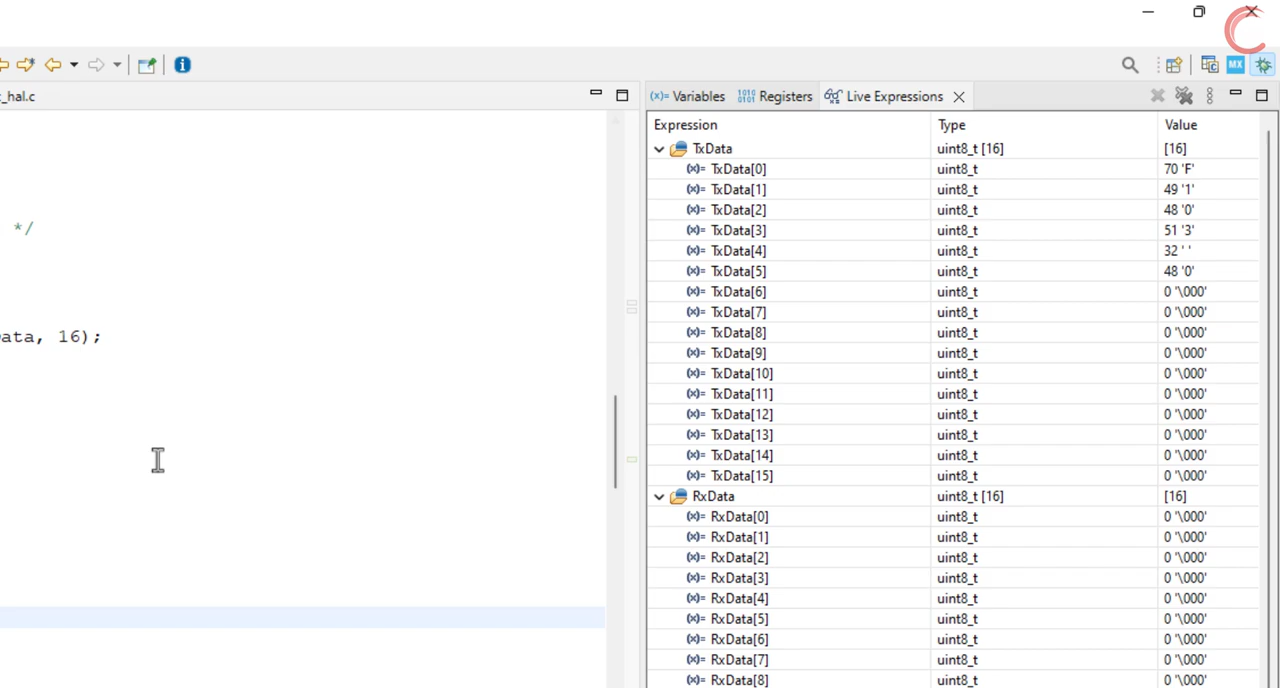 _hal.c
*/
ata, 16);
(x)= Variables 1010 0101 Registers Live Expressions
MX
Expression Type Value
TxData uint8_t [16] [16]
(x)= TxData[0] uint8_t 70 'F'
(x)= TxData[1] uint8_t 49 '1'
(x)= TxData[2] uint8_t 48 '0'
(x)= TxData[3] uint8_t 51 '3'
(x)= TxData[4] uint8_t 32 ' '
(x)= TxData[5] uint8_t 48 '0'
(x)= TxData[6] uint8_t 0 '\000'
(x)= TxData[7] uint8_t 0 '\000'
(x)= TxData[8] uint8_t 0 '\000'
(x)= TxData[9] uint8_t 0 '\000'
(x)= TxData[10] uint8_t 0 '\000'
(x)= TxData[11] uint8_t 0 '\000'
(x)= TxData[12] uint8_t 0 '\000'
(x)= TxData[13] uint8_t 0 '\000'
(x)= TxData[14] uint8_t 0 '\000'
(x)= TxData[15] uint8_t 0 '\000'
RxData uint8_t [16] [16]
(x)= RxData[0] uint8_t 0 '\000'
(x)= RxData[1] uint8_t 0 '\000'
(x)= RxData[2] uint8_t 0 '\000'
(x)= RxData[3] uint8_t 0 '\000'
(x)= RxData[4] uint8_t 0 '\000'
(x)= RxData[5] uint8_t 0 '\000'
(x)= RxData[6] uint8_t 0 '\000'
(x)= RxData[7] uint8_t 0 '\000'
(x)= RxData[8] uint8_t 0 '\000'